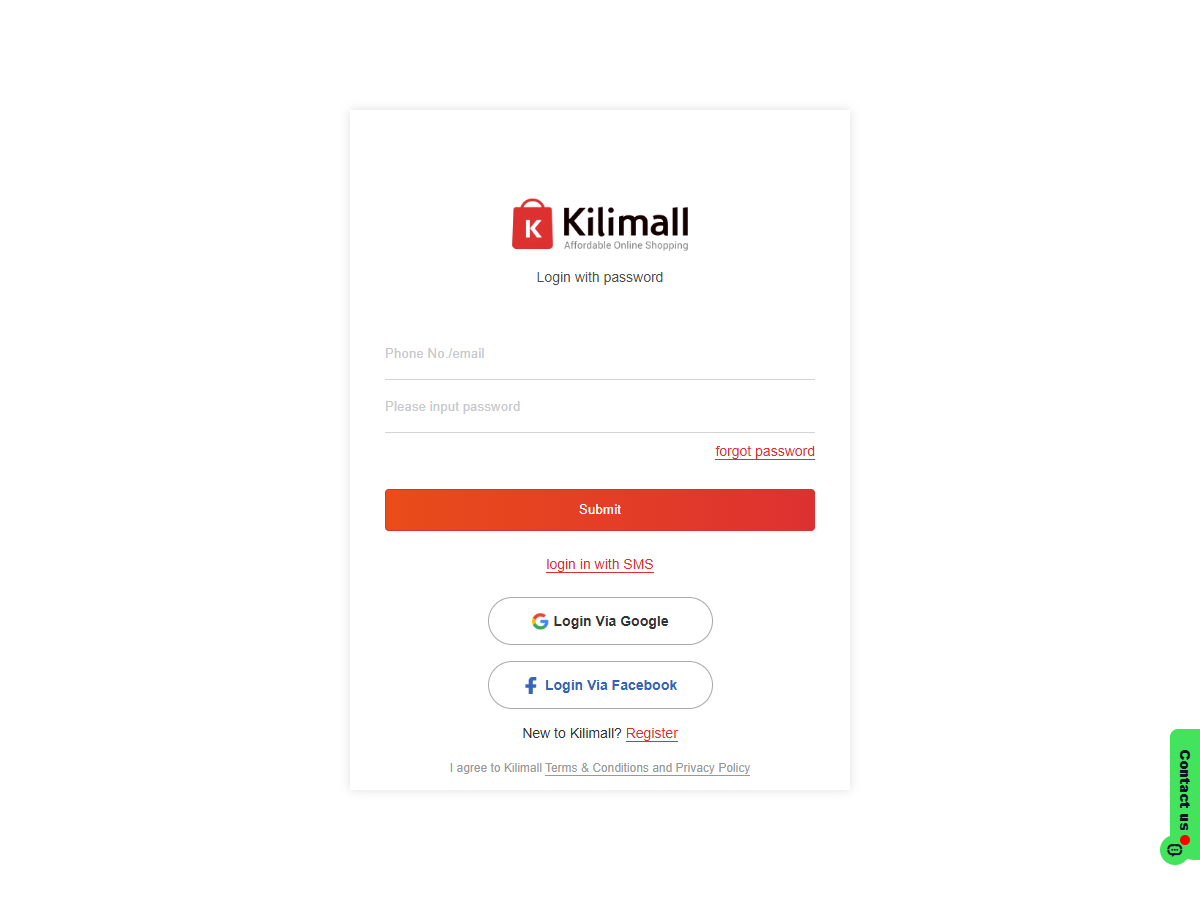 K Kilimall
Affordable Online Shopping
Login with password
Phone No./email
Please input password
forgot password
Submit
login in with SMS
Login Via Google
Login Via Facebook
New to Kilimall? Register
I agree to Kilimall Terms & Conditions and Privacy Policy
Contact us